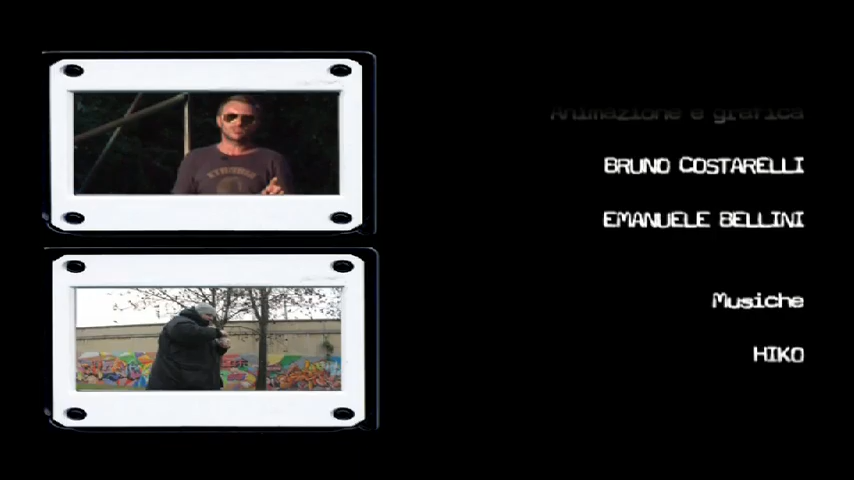 Animazione e grafica
BRUNO COSTARELLI
EMANUELE BELLINI
Musiche
HIKO